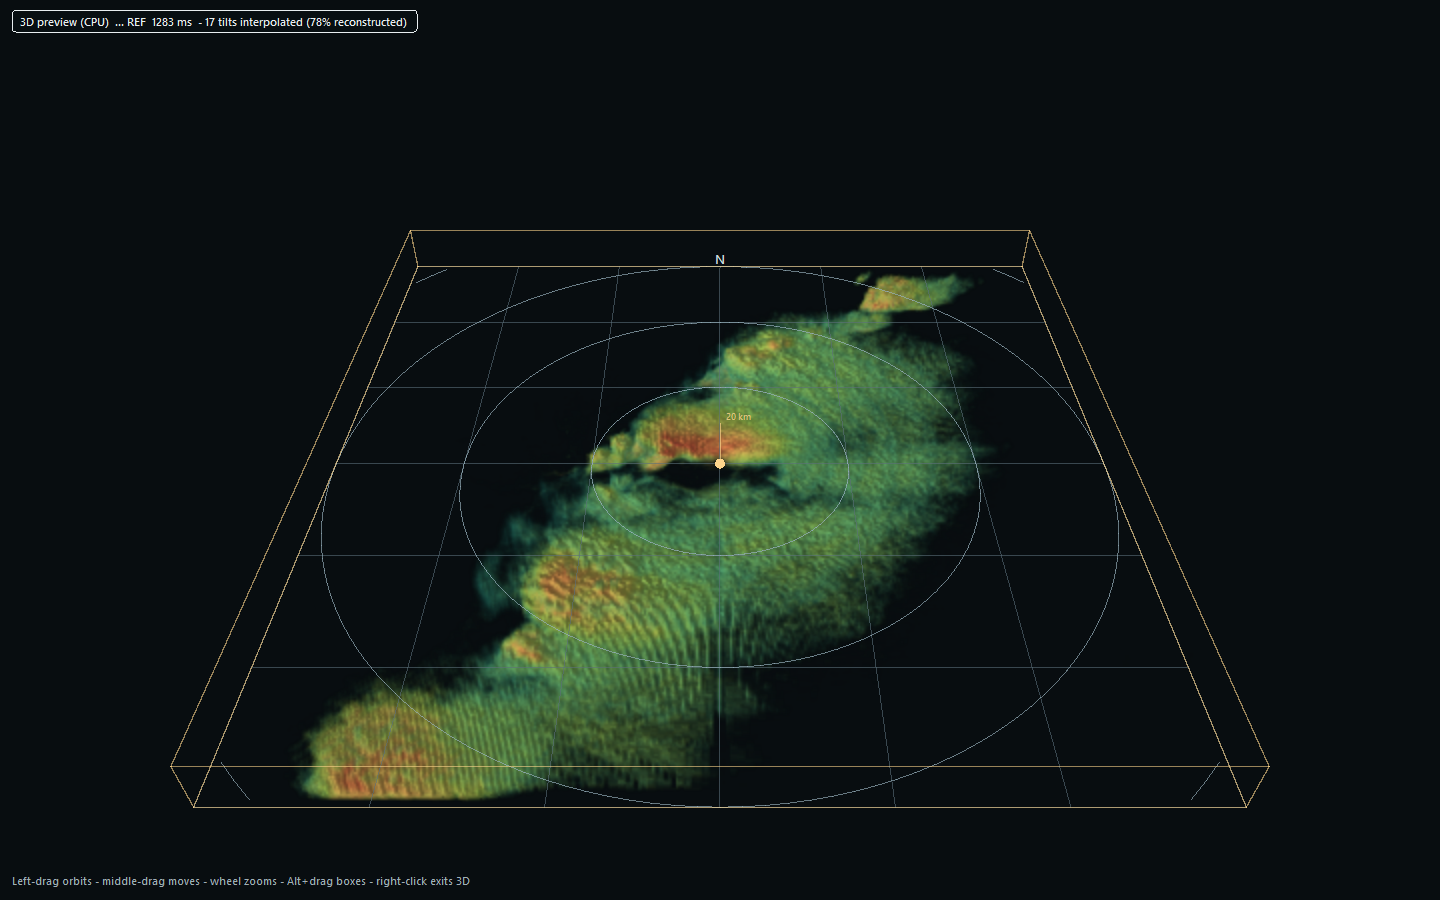 3D preview (CPU) ... REF 1283 ms - 17 tilts interpolated (78% reconstructed)
N
20 km
Left-drag orbits - middle-drag moves - wheel zooms - Alt+drag boxes - right-click exits 3D